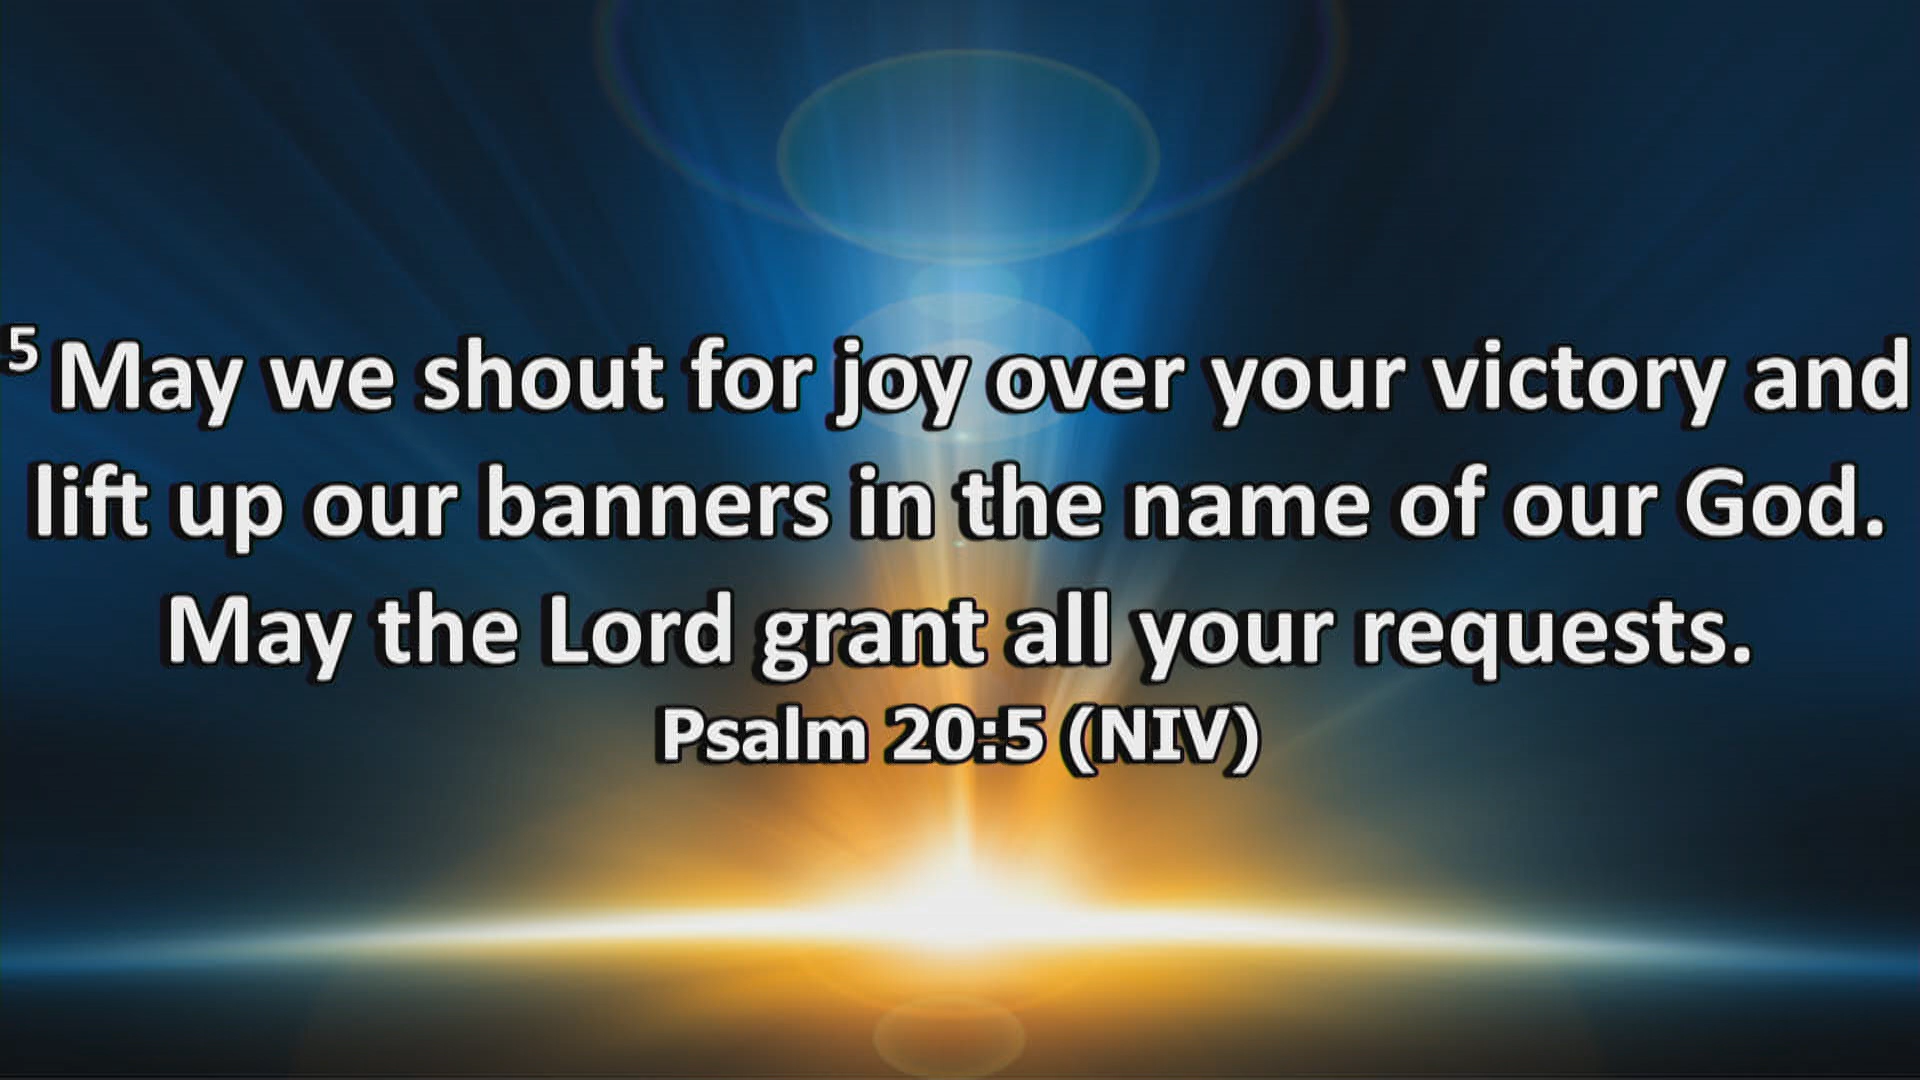 5 May we shout for joy over your victory and
lift up our banners in the name of our God.
May the Lord grant all your requests.
Psalm 20:5 (NIV)